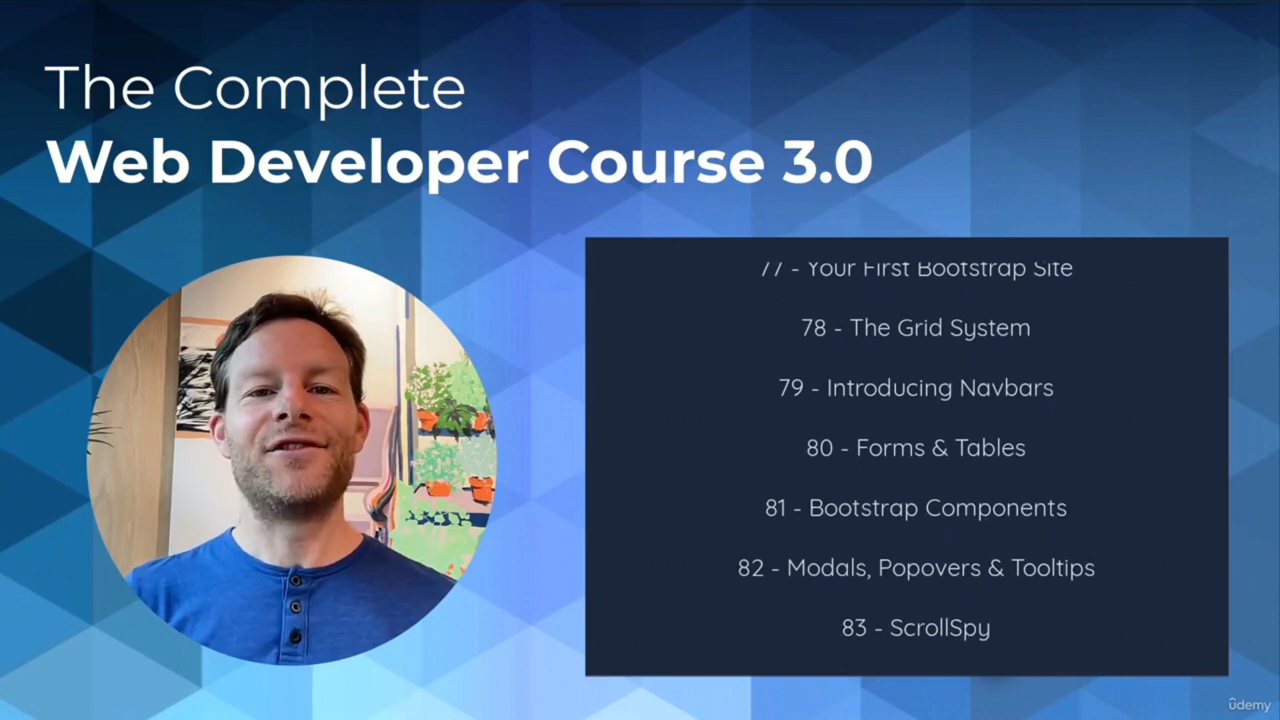 The Complete
Web Developer Course 3.0
77 - Your First Bootstrap Site
78 - The Grid System
79 - Introducing Navbars
80 - Forms & Tables
81 - Bootstrap Components
82 - Modals, Popovers & Tooltips
83 - ScrollSpy
ûdemy